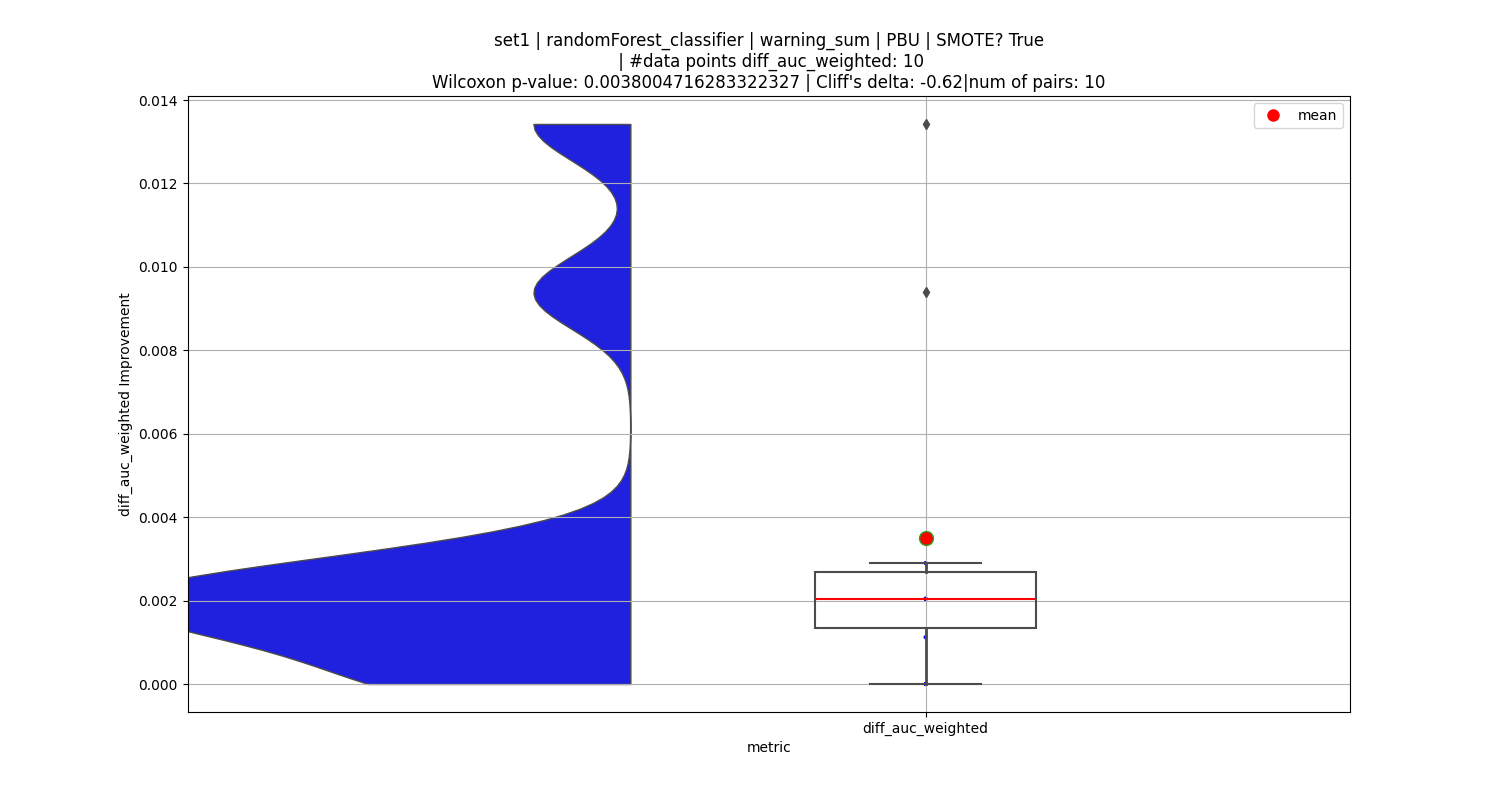 set1 | randomForest_classifier | warning_sum | PBU | SMOTE? True
| #data points diff_auc_weighted: 10
Wilcoxon p-value: 0.0038004716283322327 | Cliff's delta: -0.62|num of pairs: 10
mean
0.014
0.012
0.010
0.008
0.006
0.004
0.002
0.000
diff_auc_weighted Improvement
diff_auc_weighted
metric